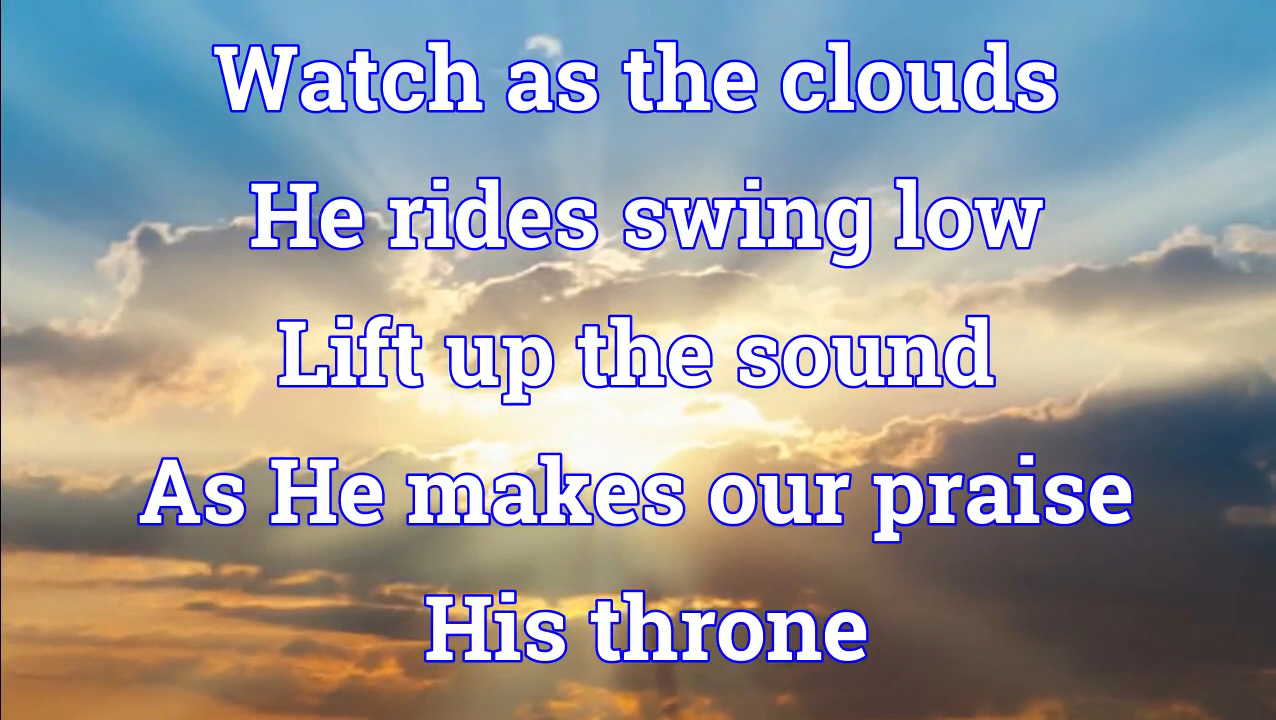 Watch as the clouds
He rides swing low
Lift up the sound
As He makes our praise
His throne